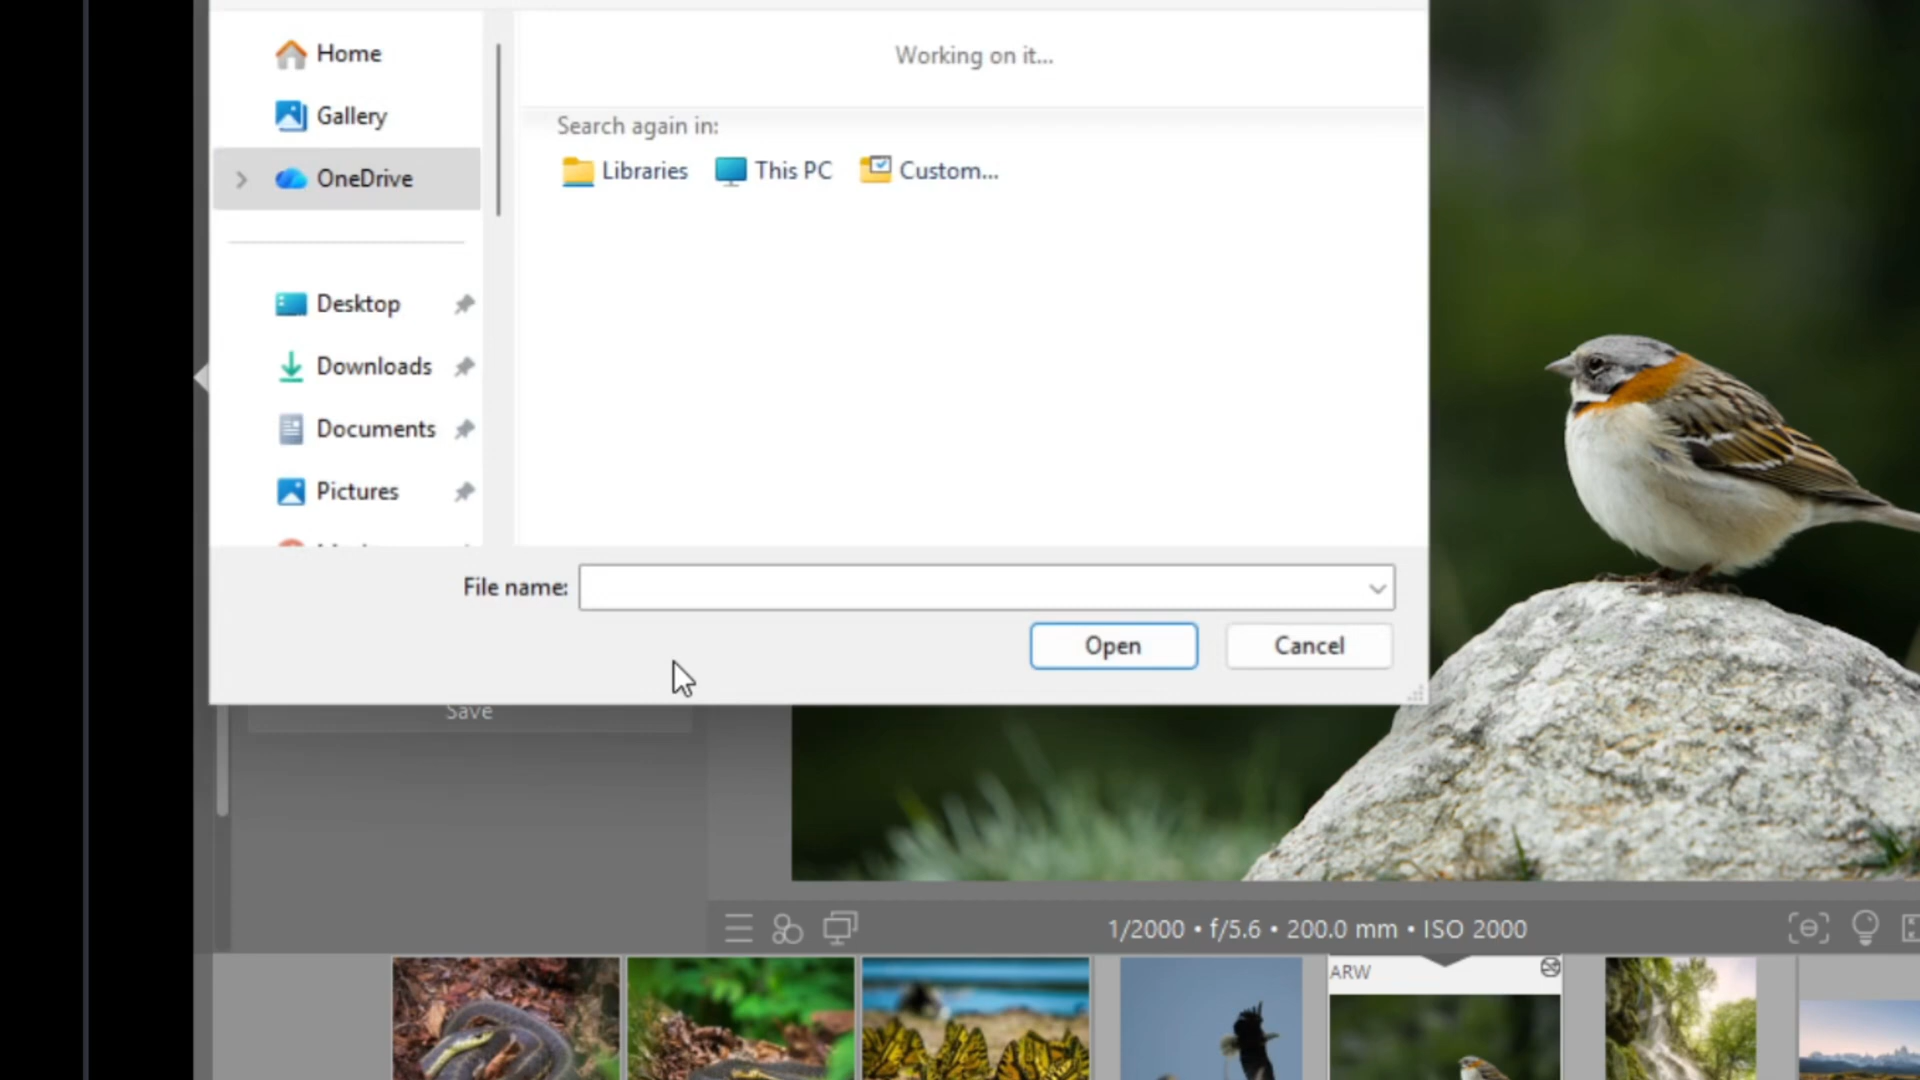 Home
Working on it...
Gallery
Search again in:
Libraries
This PC
Custom...
OneDrive
Desktop
Downloads
Documents
Pictures
File name:
Open
Cancel
Save
1/2000 • f/5.6 • 200.0 mm • ISO 2000
ARW